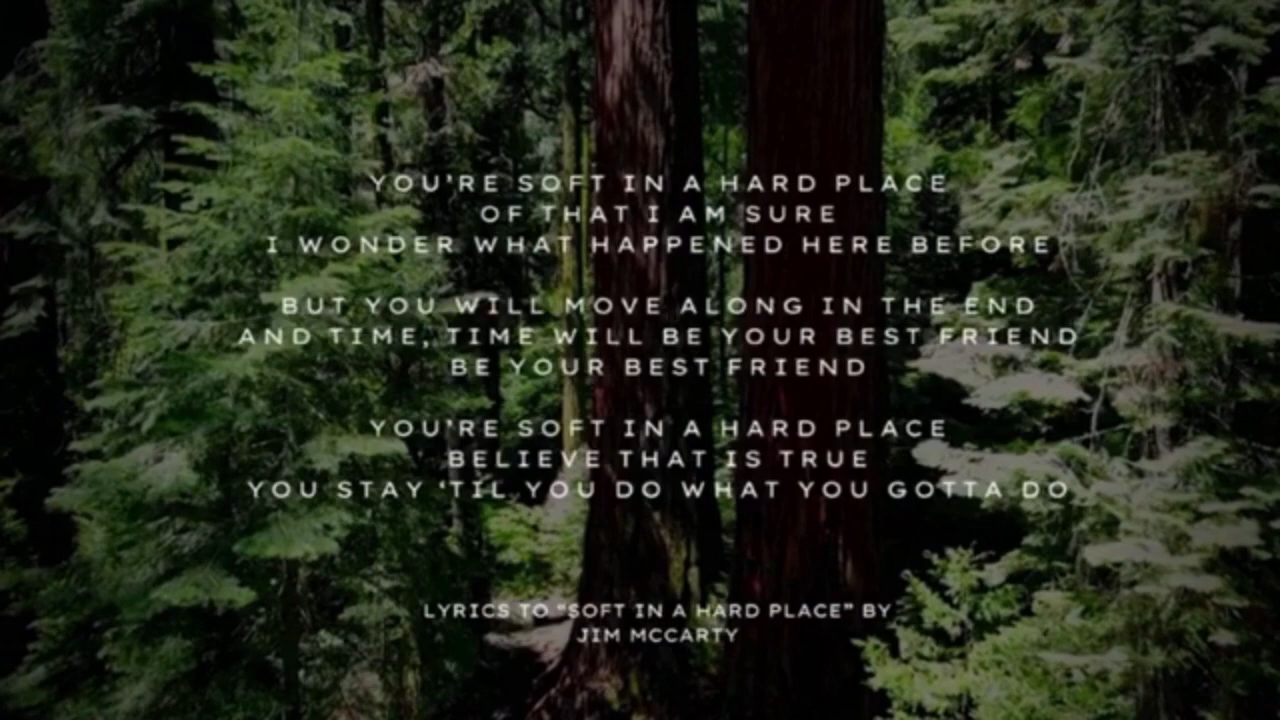 YOU'RE SOFT IN A HARD PLACE
OF THAT I AM SURE
I WONDER WHAT HAPPENED HERE BEFORE
BUT YOU WILL MOVE ALONG IN THE END
AND TIME, TIME WILL BE YOUR BEST FRIEND
BE YOUR BEST FRIEND
YOU'RE SOFT IN A HARD PLACE
BELIEVE THAT IS TRUE
YOU STAY ‘TIL YOU DO WHAT YOU GOTTA DO
LYRICS TO "SOFT IN A HARD PLACE" BY
JIM MCCARTY